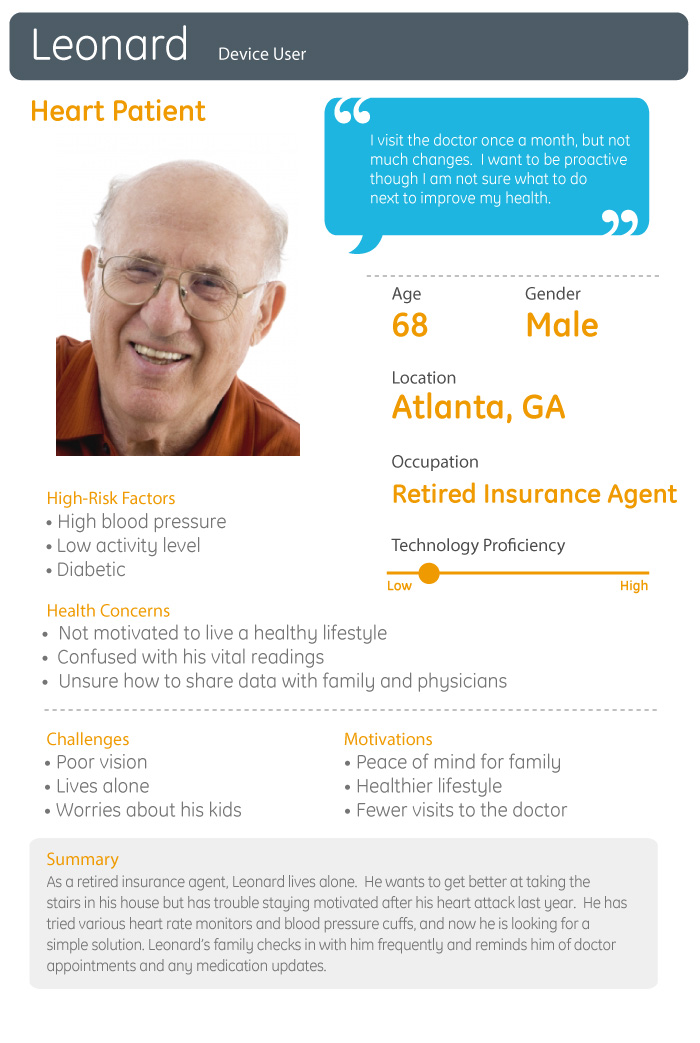 Leonard Device User
Heart Patient
“
I visit the doctor once a month, but not
much changes.  I want to be proactive
though I am not sure what to do
next to improve my health.
”
Age
68
Gender
Male
Location
Atlanta, GA
Occupation
Retired Insurance Agent
Technology Proficiency
Low
High
High-Risk Factors
• High blood pressure
• Low activity level
• Diabetic
Health Concerns
• Not motivated to live a healthy lifestyle
• Confused with his vital readings
• Unsure how to share data with family and physicians
Challenges
• Poor vision
• Lives alone
• Worries about his kids
Motivations
• Peace of mind for family
• Healthier lifestyle
• Fewer visits to the doctor
Summary
As a retired insurance agent, Leonard lives alone.  He wants to get better at taking the
stairs in his house but has trouble staying motivated after his heart attack last year.  He has
tried various heart rate monitors and blood pressure cuffs, and now he is looking for a
simple solution. Leonard’s family checks in with him frequently and reminds him of doctor
appointments and any medication updates.